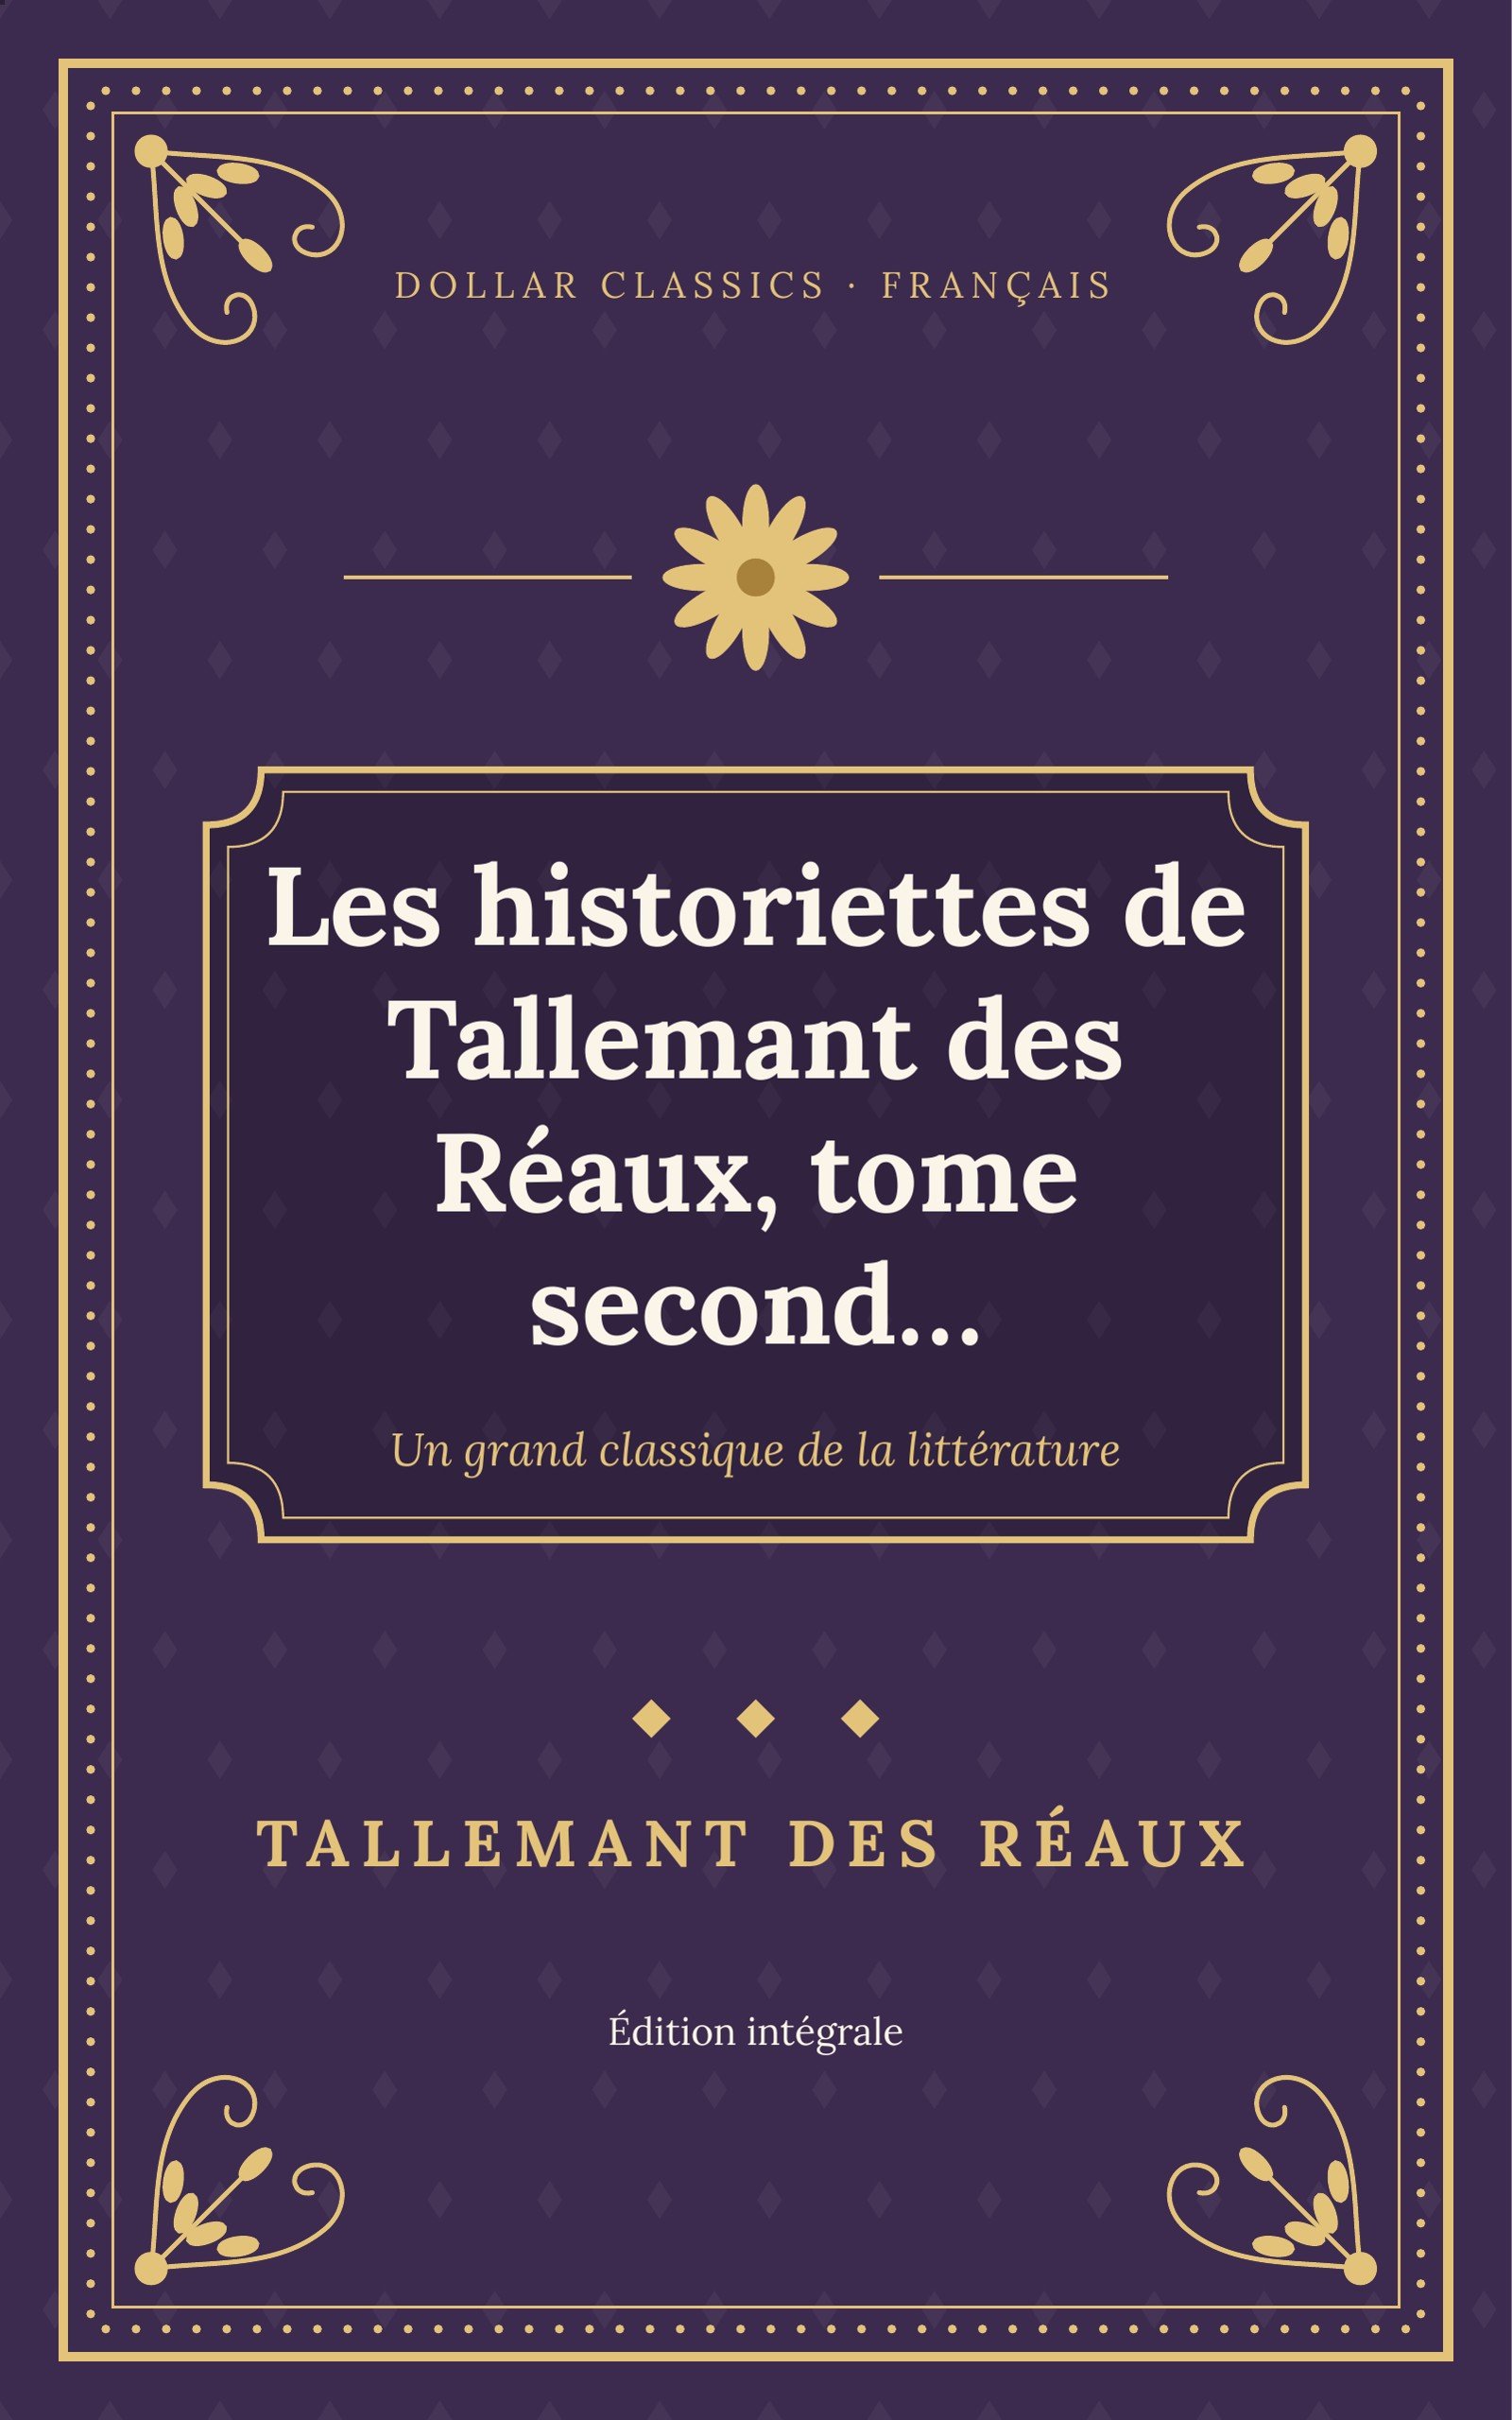 DOLLAR CLASSICS · FRANÇAIS
Les historiettes de
Tallemant des
Réaux, tome
second...
Un grand classique de la littérature
TALLEMANT DES RÉAUX
Édition intégrale